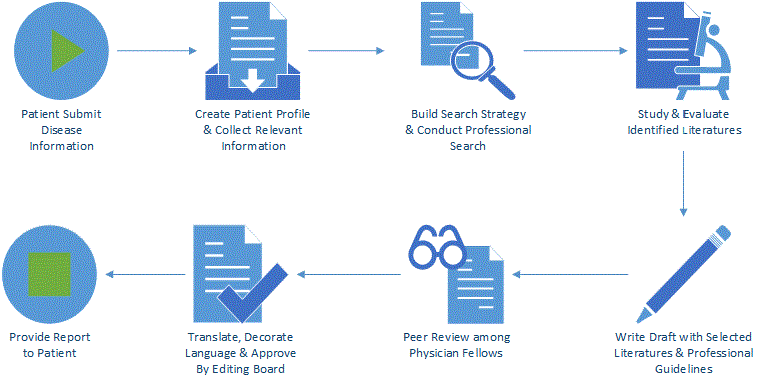 Patient Submit
Disease
Information
Create Patient Profile
& Collect Relevant
Information
Build Search Strategy
& Conduct Professional
Search
Study & Evaluate
Identified Literatures
Write Draft with Selected
Literatures & Professional
Guidelines
Peer Review among
Physician Fellows
Translate, Decorate
Language & Approve
By Editing Board
Provide Report
to Patient